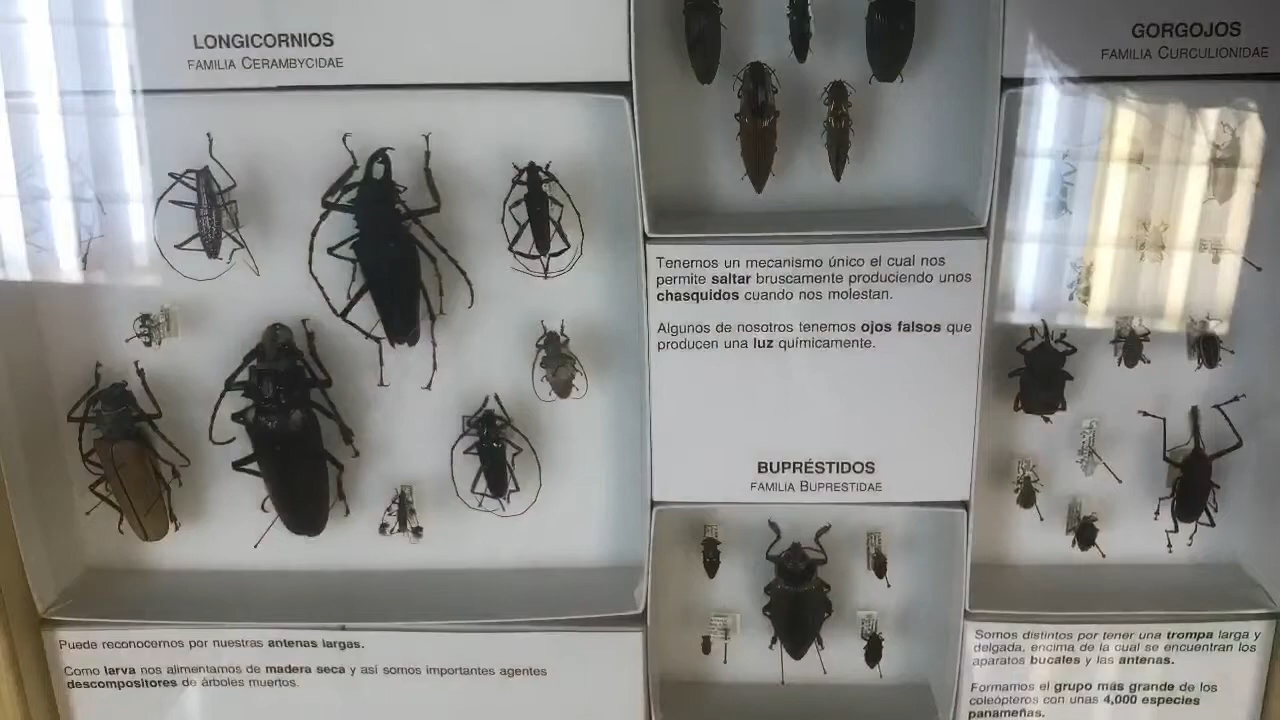 LONGICORNIOS
FAMILIA CERAMBYCIDAE
Puede reconocernos por nuestras antenas largas.
Como larva nos alimentamos de madera seca y así somos importantes agentes
descompositores de árboles muertos.
Tenemos un mecanismo único el cual nos
permite saltar bruscamente produciendo unos
chasquidos cuando nos molestan.
Algunos de nosotros tenemos ojos falsos que
producen una luz químicamente.
BUPRÉSTIDOS
FAMILIA BUPRESTIDAE
GORGOJOS
FAMILIA CURCULIONIDAE
Somos distintos por tener una trompa larga y
delgada, encima de la cual se encuentran los
aparatos bucales y las antenas.
Formamos el grupo más grande de los
coleópteros con unas 4,000 especies
panameñas.